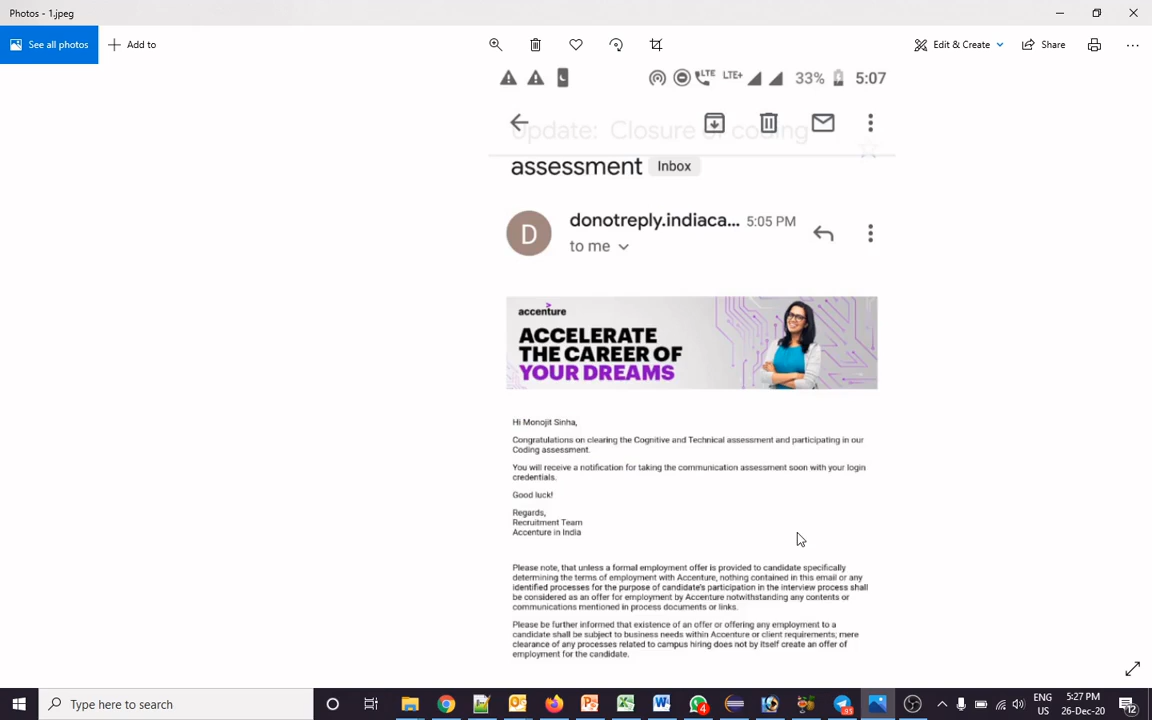 Photos - 1.jpeg
See all photos
Add to
Edit & Create
Share
LTE
LTE+
33%
5:07
Update: Closure of coding
assessment
Inbox
D
donotreply.indiaca...
5:05 PM
to me
accenture
ACCELERATE
THE CAREER OF
YOUR DREAMS
Hi Monojit Sinha,
Congratulations on clearing the Cognitive and Technical assessment and participating in our
Coding assessment.
You will receive a notification for taking the communication assessment soon with your login
credentials.
Good luck!
Regards,
Recruitment Team
Accenture in India
Please note, that unless a formal employment offer is provided to candidate specifically
determining the terms of employment with Accenture, nothing contained in this email or any
identified processes for the purpose of candidate's participation in the interview process shall
be considered as an offer for employment by Accenture notwithstanding any contents or
communications mentioned in process documents or links.
Please be further informed that existence of an offer or offering any employment to a
candidate shall be subject to business needs within Accenture or client requirements; mere
clearance of any processes related to campus hiring does not by itself create an offer of
employment for the candidate.
Type here to search
4
ENG
US
5:27 PM
26-Dec-20
12